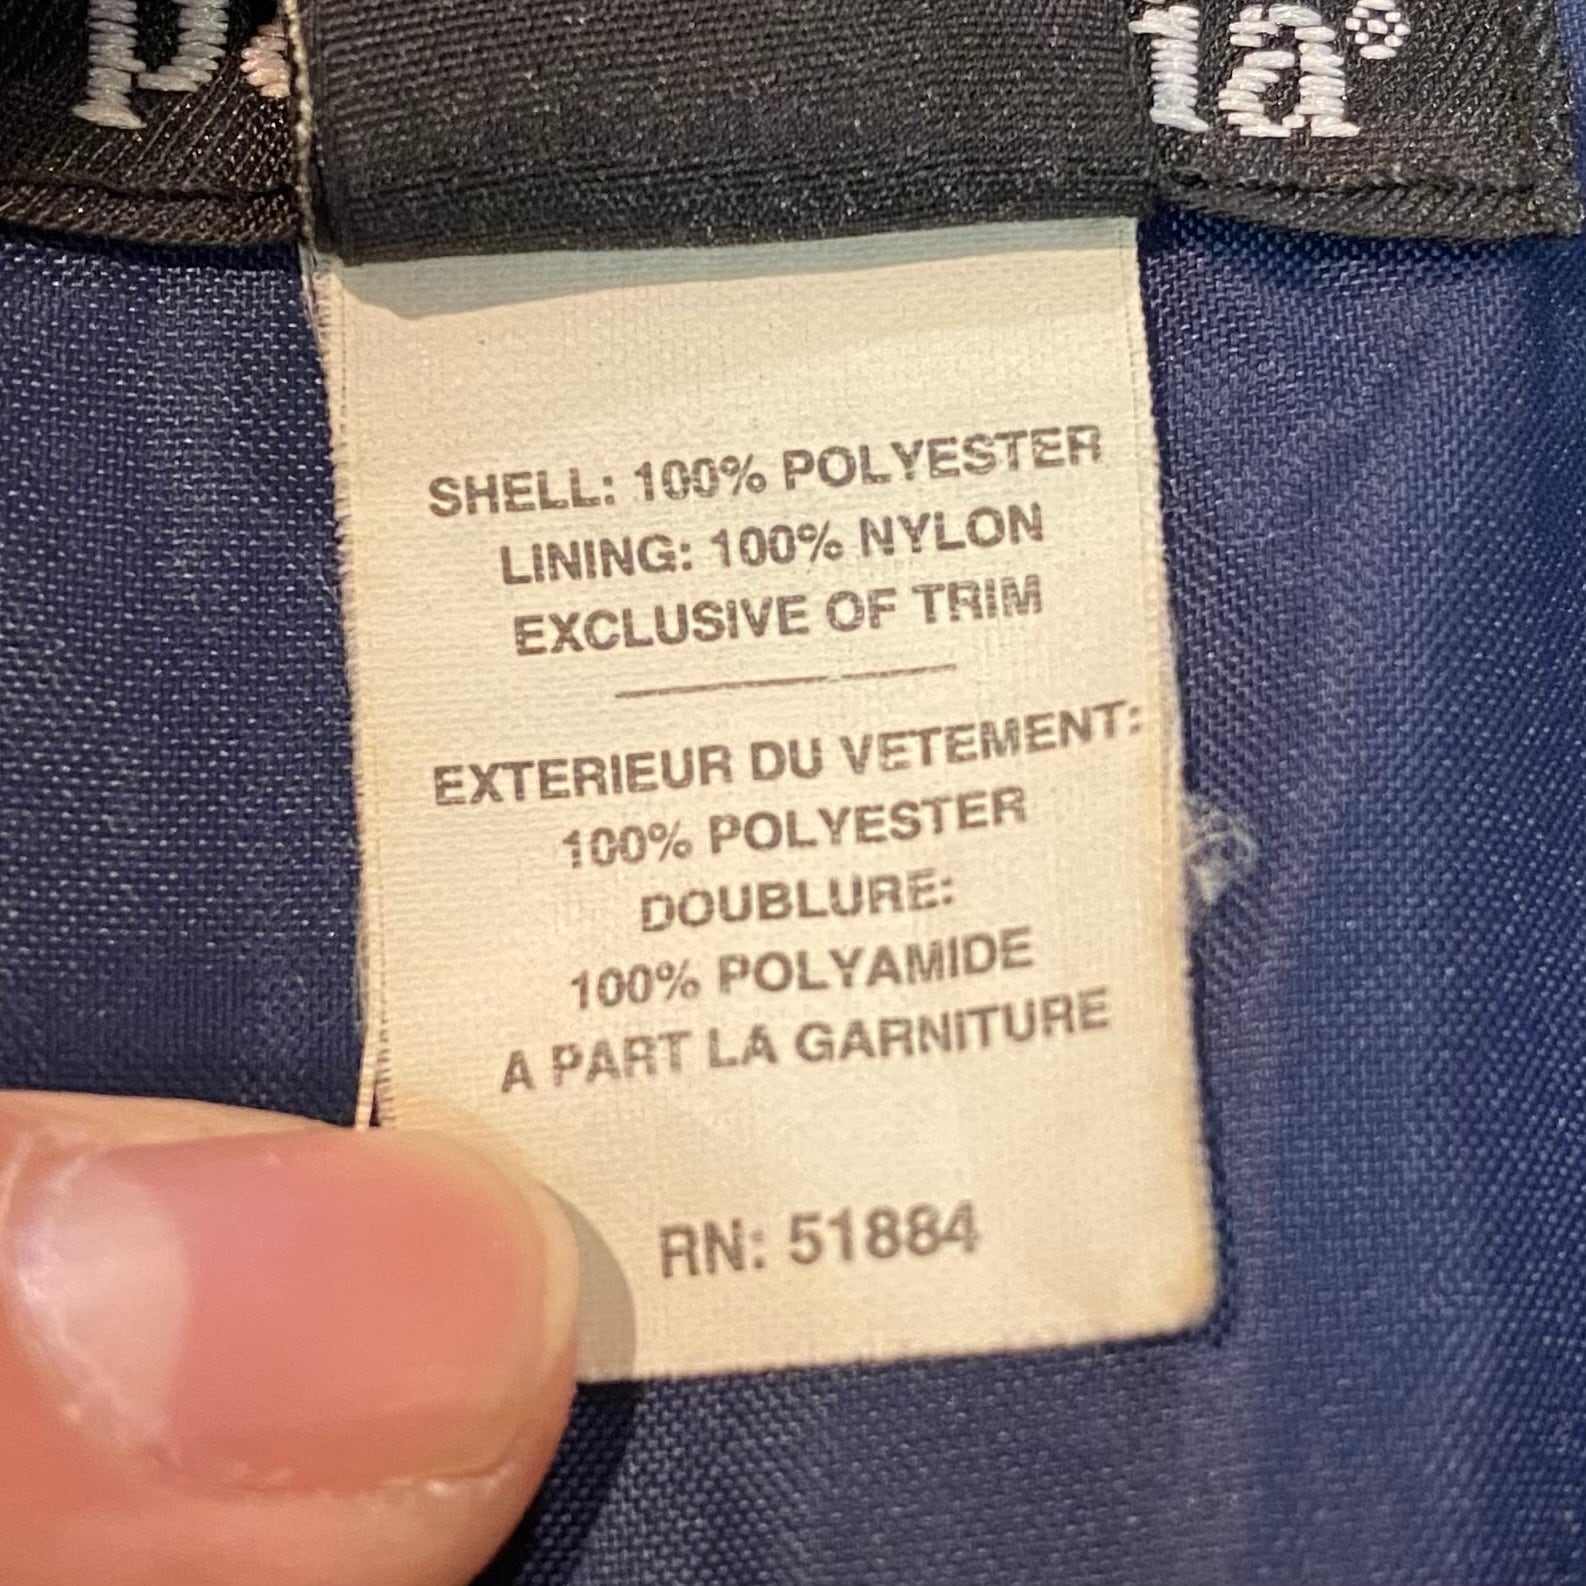 SHELL: 100% POLYESTER
LINING: 100% NYLON
EXCLUSIVE OF TRIM
EXTERIEUR DU VETEMENT:
100% POLYESTER
DOUBLURE:
100% POLYAMIDE
A PART LA GARNITURE
RN: 51884